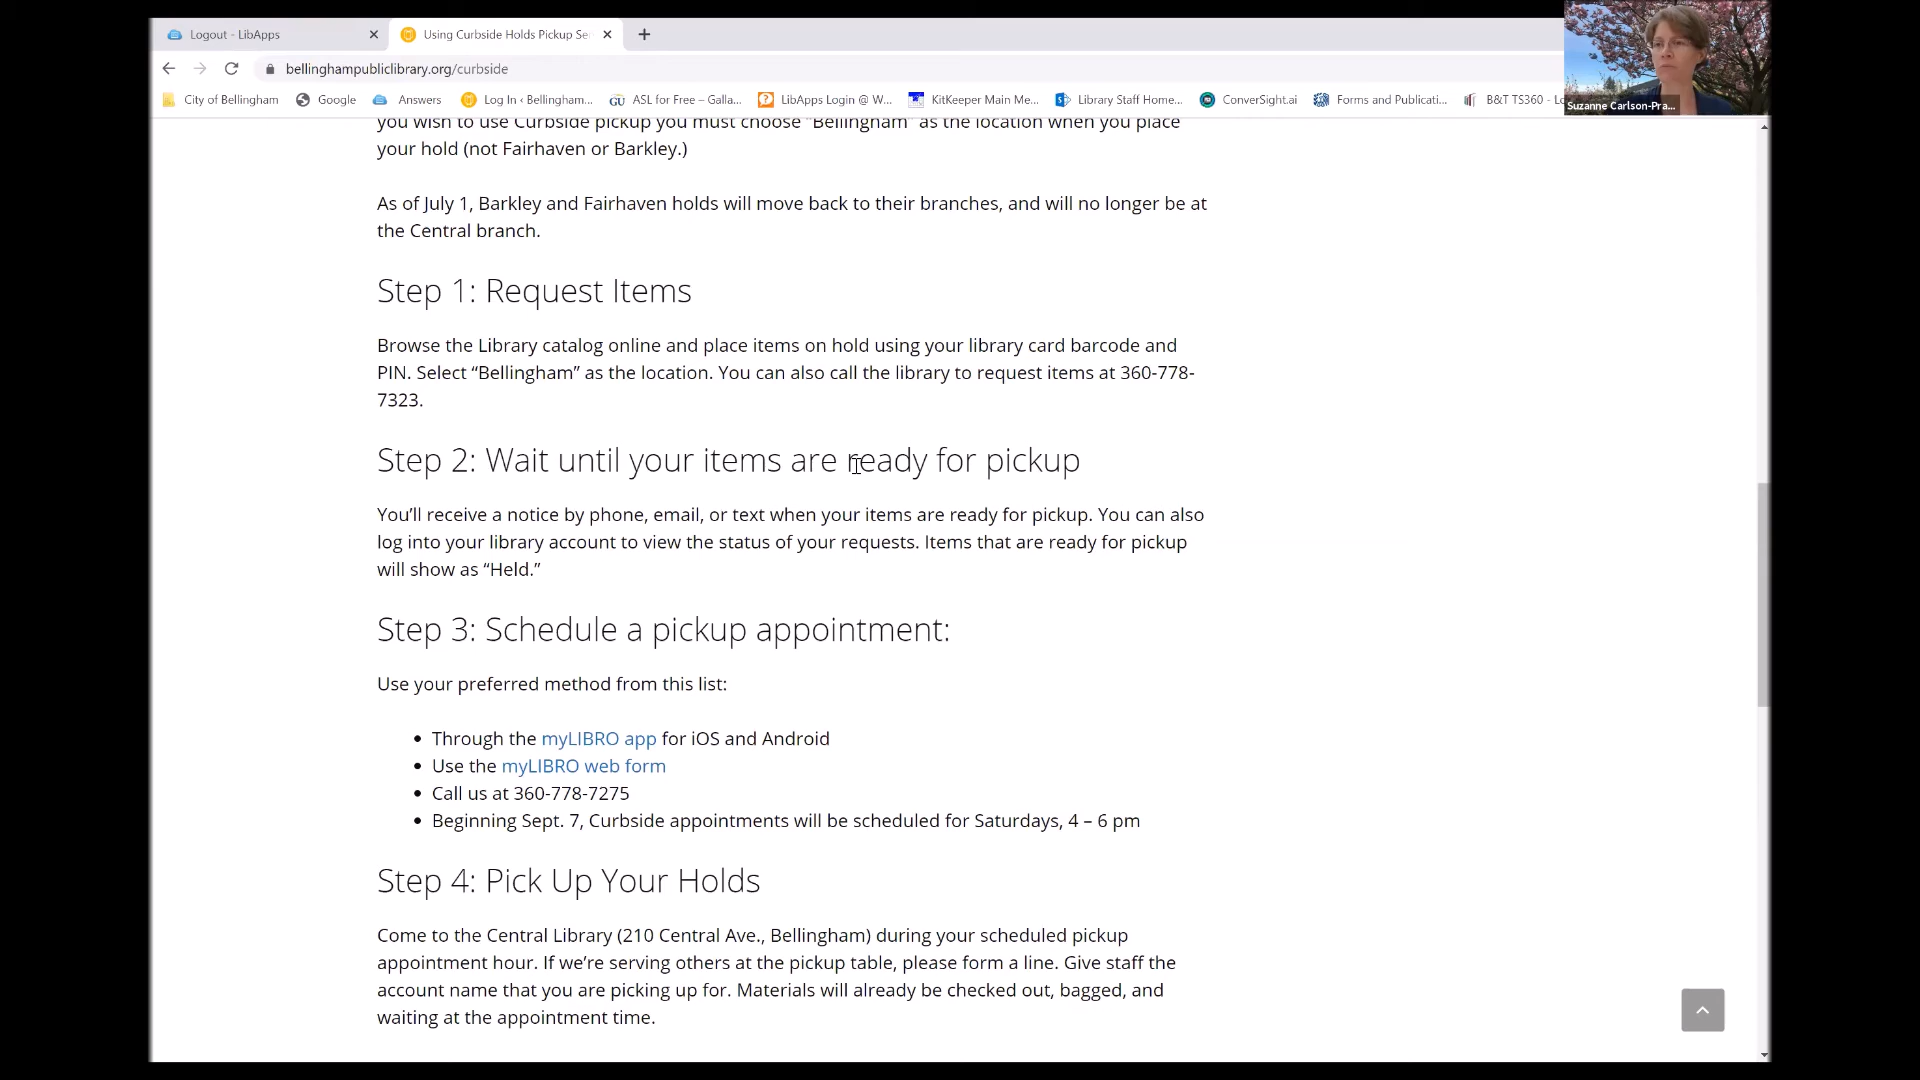 Logout - LibApps
Using Curbside Holds Pickup Ser
bellinghampubliclibrary.org/curbside
City of Bellingham Google Answers Log In ‹ Bellingham... ASL for Free – Galla... LibApps Login @ W... KitKeeper Main Me... Library Staff Home... ConverSight.ai Forms and Publicati... B&T TS360 - Lo
Suzanne Carlson-Pra...
you wish to use Curbside pickup you must choose “Bellingham” as the location when you place
your hold (not Fairhaven or Barkley.)
As of July 1, Barkley and Fairhaven holds will move back to their branches, and will no longer be at
the Central branch.
Step 1: Request Items
Browse the Library catalog online and place items on hold using your library card barcode and
PIN. Select “Bellingham” as the location. You can also call the library to request items at 360-778-
7323.
Step 2: Wait until your items are ready for pickup
You’ll receive a notice by phone, email, or text when your items are ready for pickup. You can also
log into your library account to view the status of your requests. Items that are ready for pickup
will show as “Held.”
Step 3: Schedule a pickup appointment:
Use your preferred method from this list:
• Through the myLIBRO app for iOS and Android
• Use the myLIBRO web form
• Call us at 360-778-7275
• Beginning Sept. 7, Curbside appointments will be scheduled for Saturdays, 4 – 6 pm
Step 4: Pick Up Your Holds
Come to the Central Library (210 Central Ave., Bellingham) during your scheduled pickup
appointment hour. If we’re serving others at the pickup table, please form a line. Give staff the
account name that you are picking up for. Materials will already be checked out, bagged, and
waiting at the appointment time.